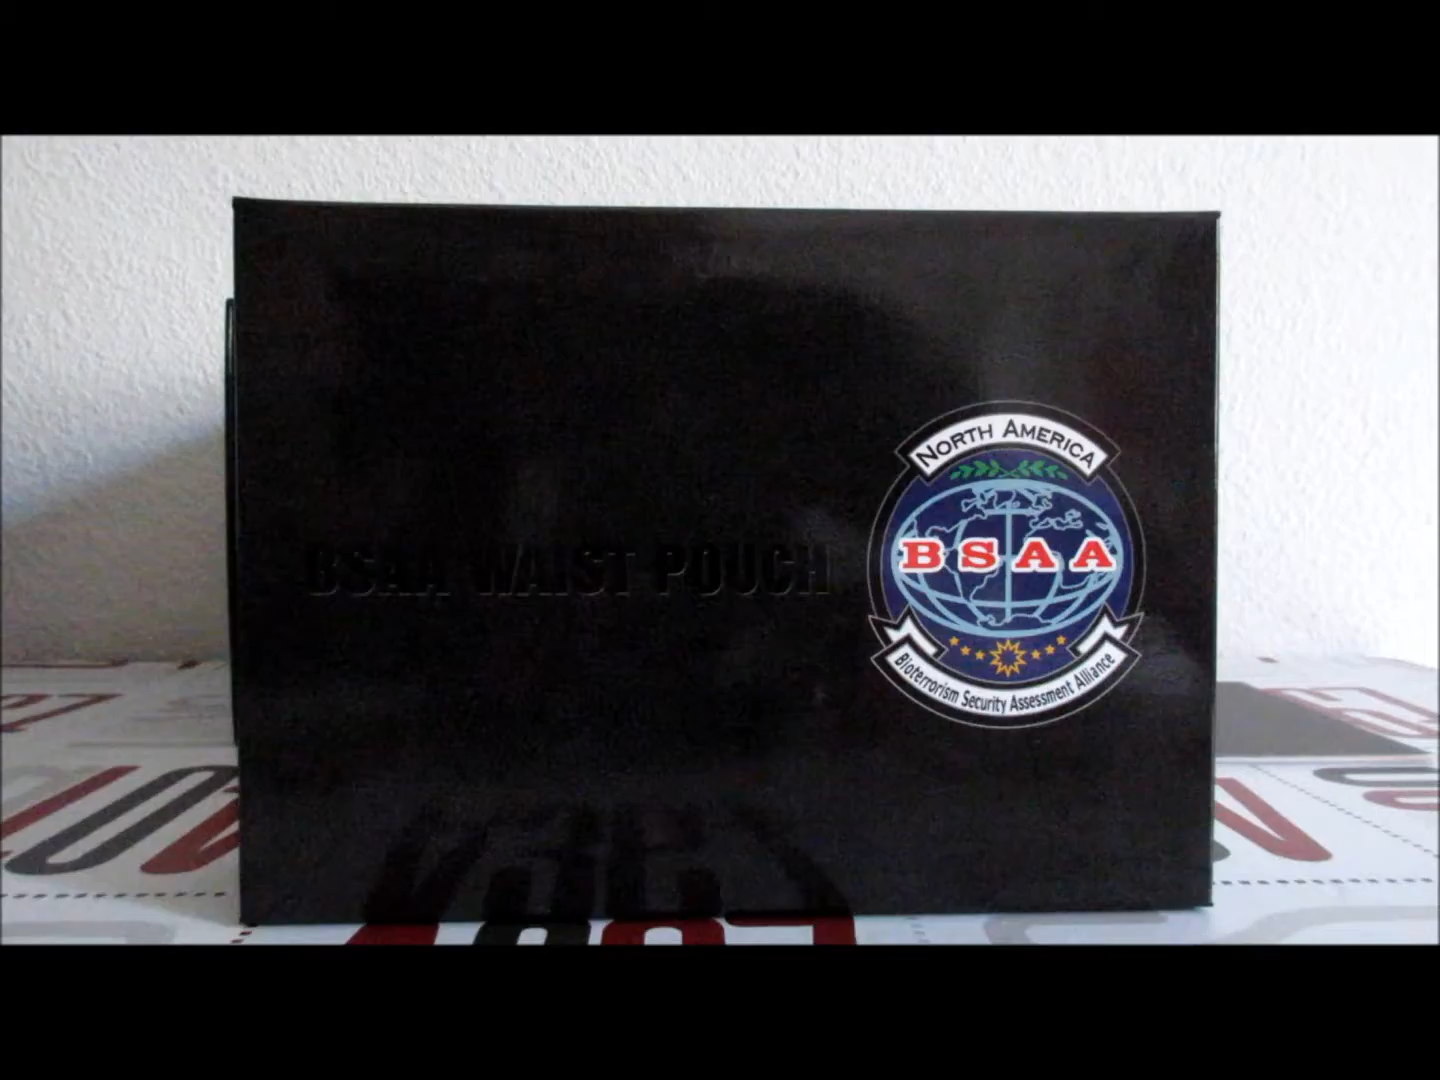 BSAA WAIST POUCH
NORTH AMERICA
BSAA
Bioterrorism Security Assessment Alliance